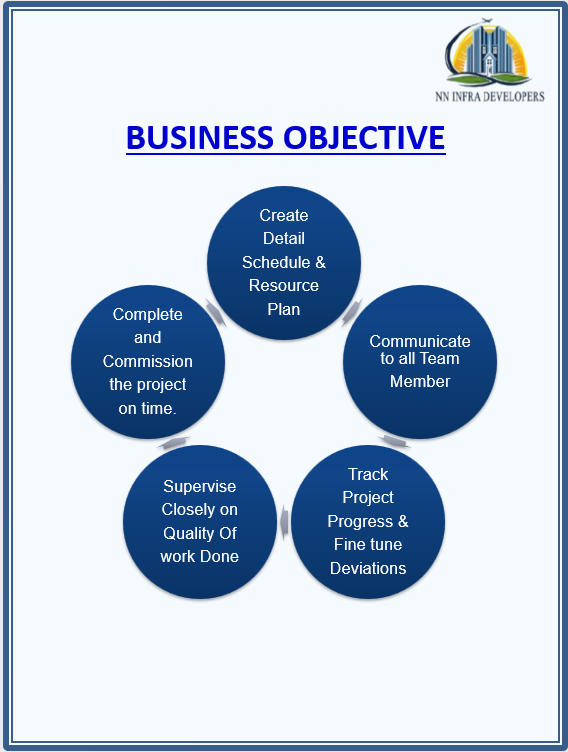 NN INFRA DEVELOPERS
BUSINESS OBJECTIVE
Create
Detail
Schedule &
Resource
Plan
Communicate
to all Team
Member
Track
Project
Progress &
Fine tune
Deviations
Supervise
Closely on
Quality Of
work Done
Complete
and
Commission
the project
on time.